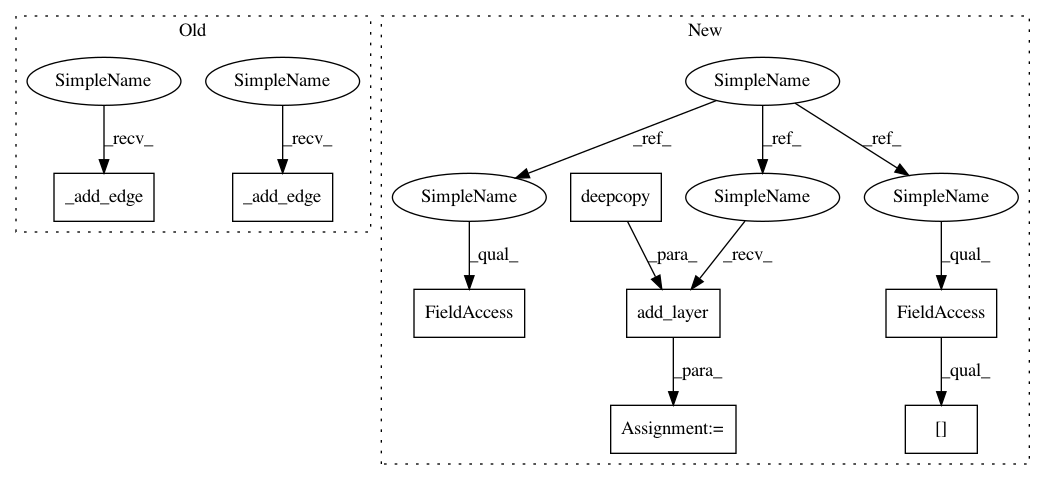 Old
New
SimpleName
SimpleName
SimpleName
_recv_
_recv_
_ref_
_ref_
_ref_
_add_edge
_add_edge
SimpleName
deepcopy
SimpleName
SimpleName
_qual_
_para_
_recv_
_qual_
FieldAccess
add_layer
FieldAccess
_para_
_qual_
Assignment:=
[]